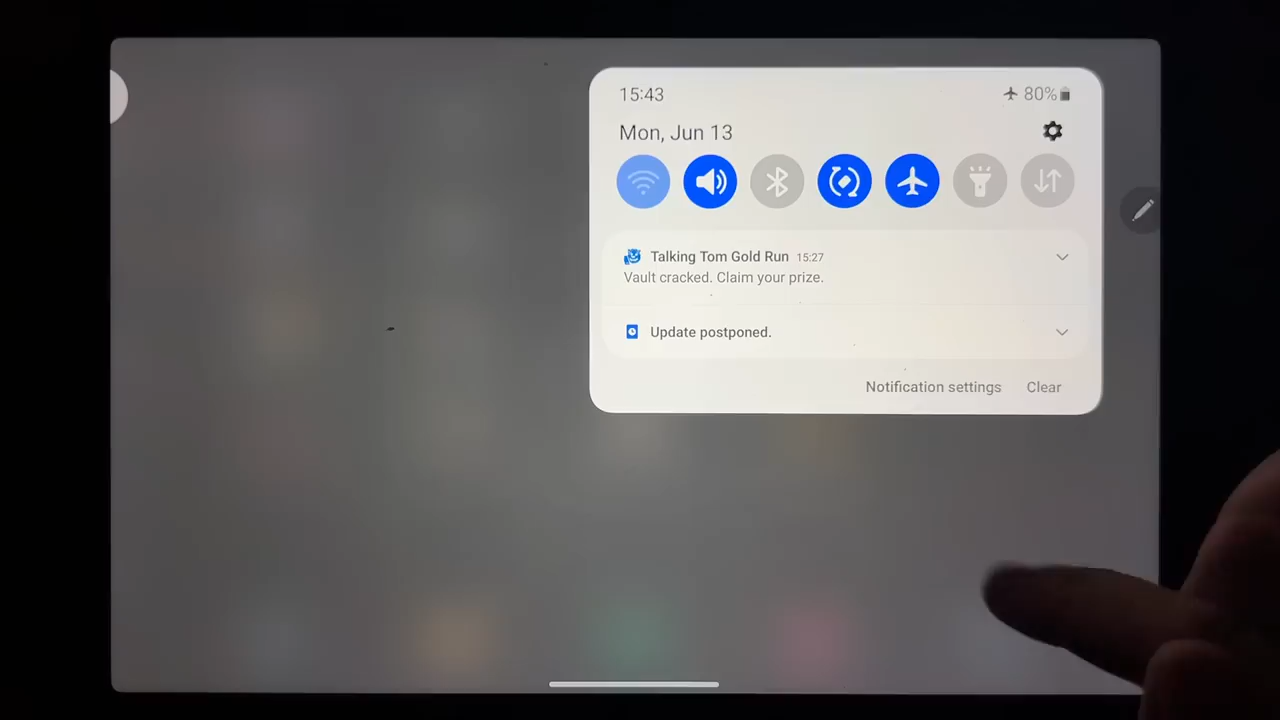 15:43
80%
Mon, Jun 13
Talking Tom Gold Run 15:27
Vault cracked. Claim your prize.
Update postponed.
Notification settings Clear